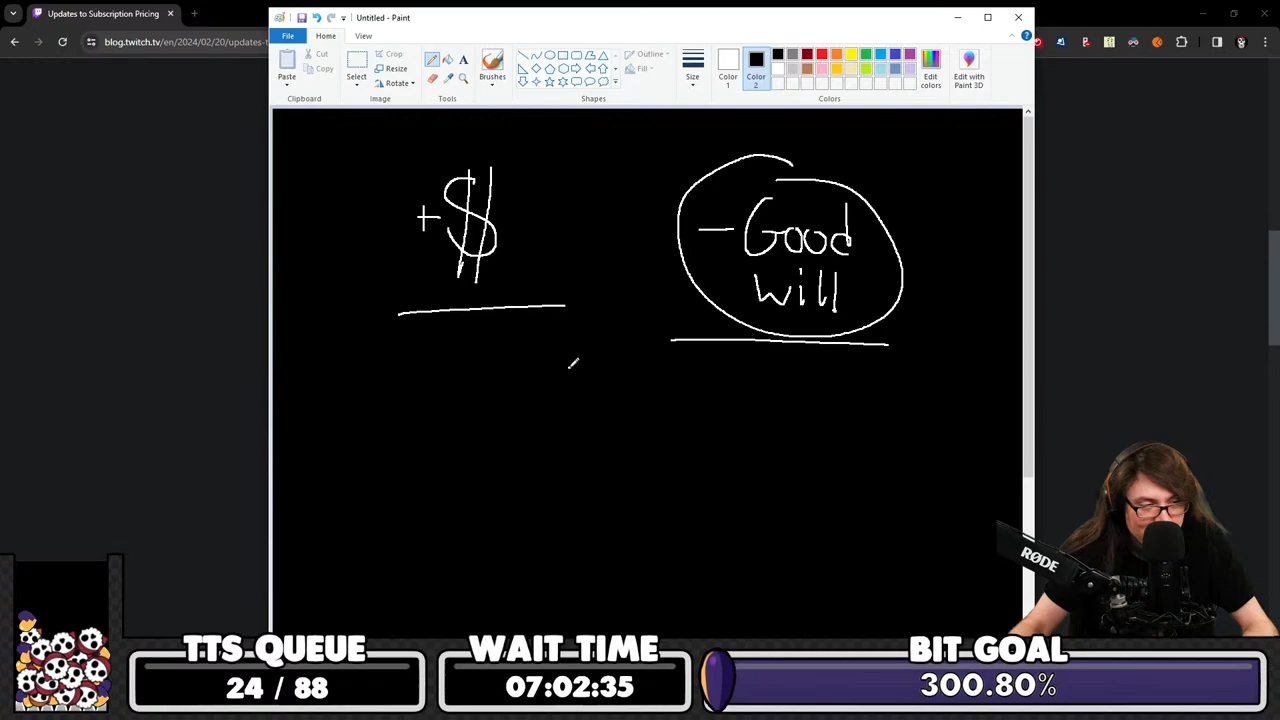 Updates to Subscription Pricing
Untitled - Paint
blog.twitch.tv/en/2024/02/20/updates-t
File
Home
View
Paste
Cut
Copy
Clipboard
Select
Crop
Resize
Rotate
Image
A
Tools
Brushes
Outline
Fill
Shapes
Size
Color
1
Color
2
Edit
colors
Edit with
Paint 3D
Colors
+$
- Good
will
RØDE
TTS QUEUE
24 / 88
WAIT TIME
07:02:35
BIT GOAL
300.80%